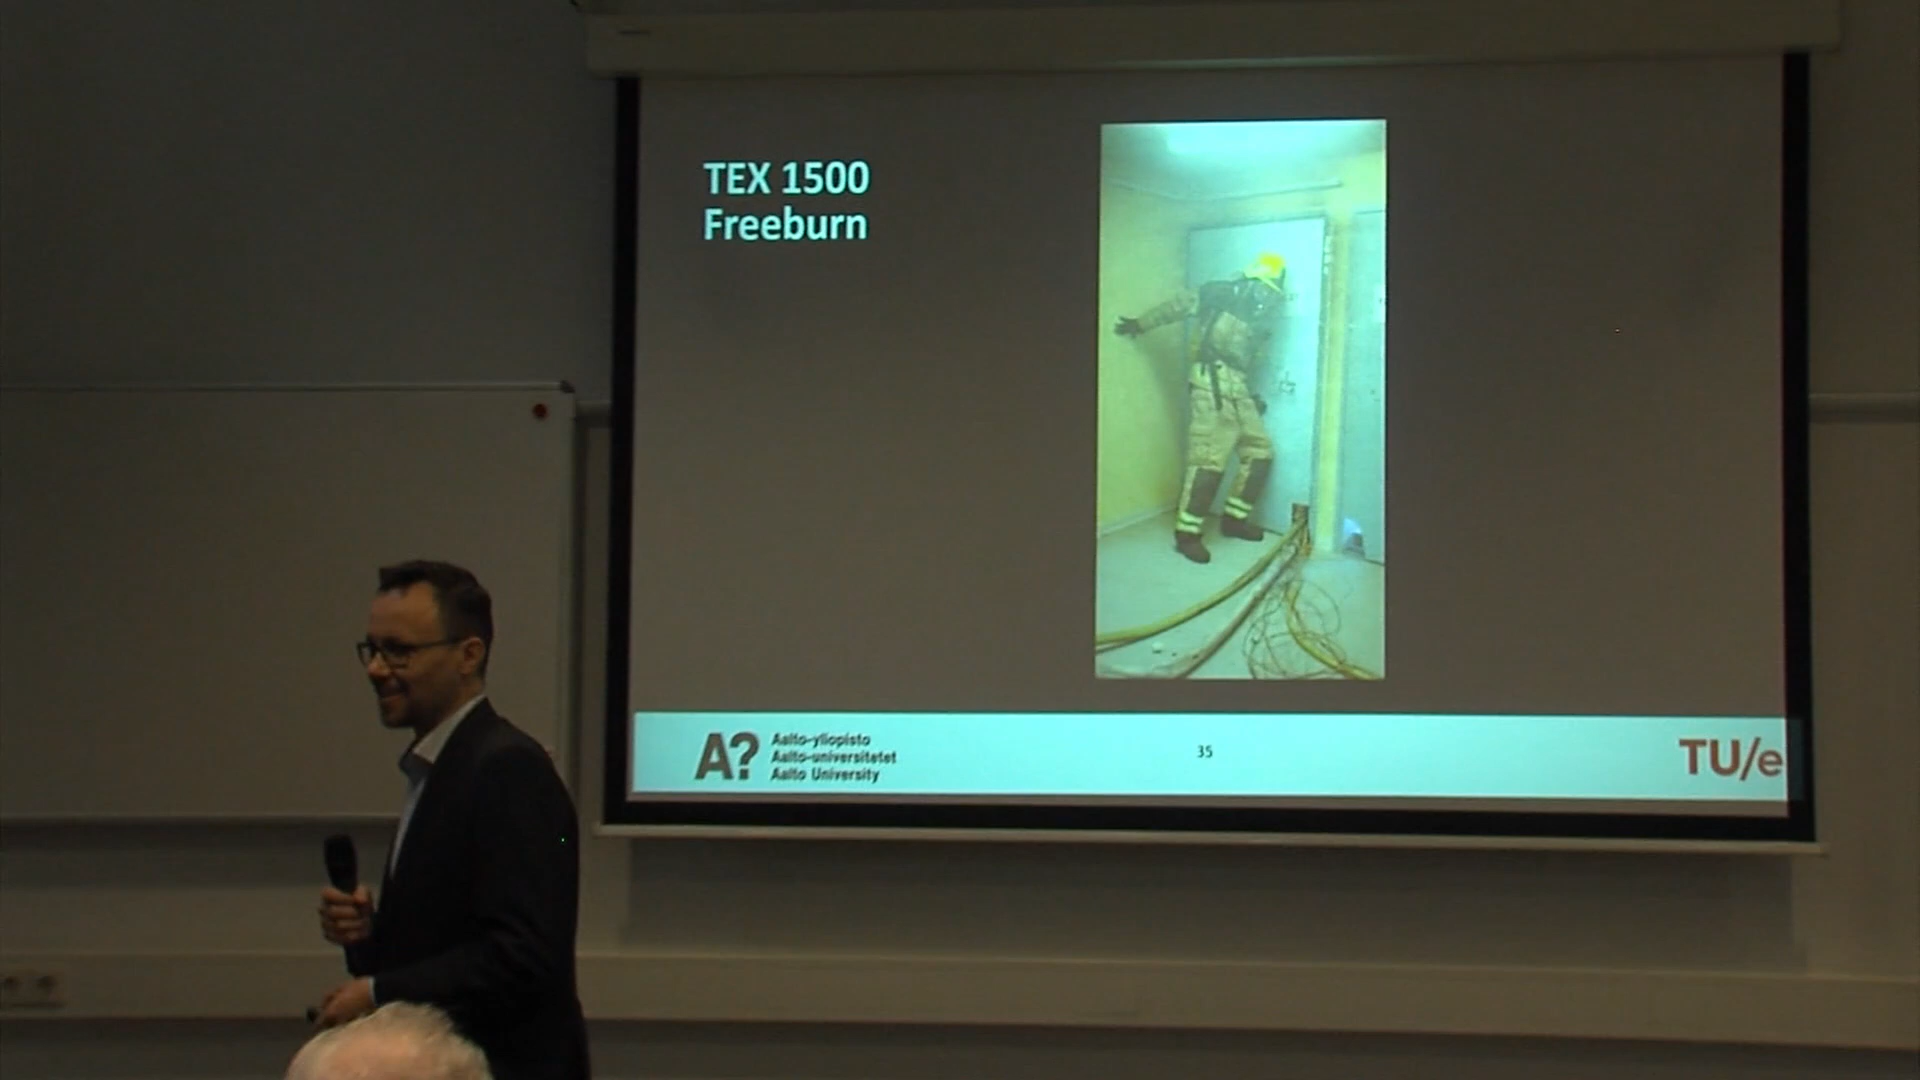 TEX 1500
Freeburn
A?
Aalto-yliopisto
Aalto-universitetet
Aalto University
35
TU/e